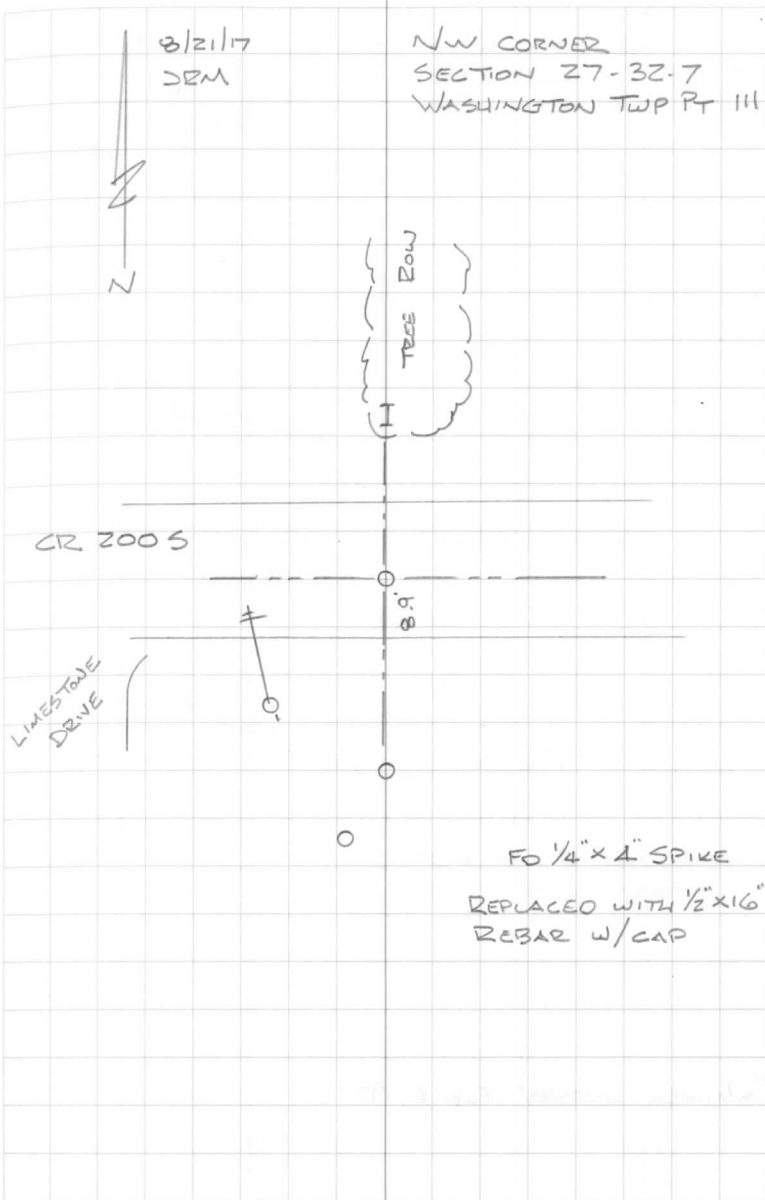 8/21/17
JRM
NW CORNER
SECTION 27-32-7
WASHINGTON TWP PT 111
N
TREE ROW
CR 200 S
8.9'
LIMESTONE
DRIVE
FD 1/4" X 4" SPIKE
REPLACED WITH 1/2" X16"
REBAR W/CAP